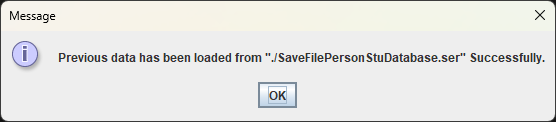 Message
Previous data has been loaded from "./SaveFilePersonStuDatabase.ser" Successfully.
OK